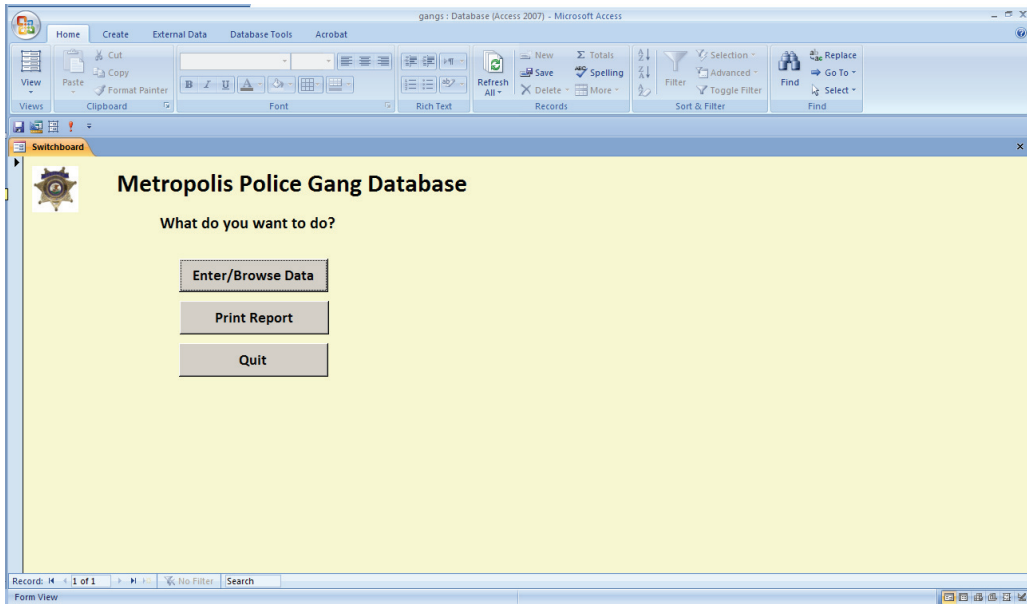 gangs : Database (Access 2007) - Microsoft Access
Home Create External Data Database Tools Acrobat
View
Views
Paste
Cut
Copy
Format Painter
Clipboard
B I U A
Font
Rich Text
Refresh
All
New
Save
Delete
Σ Totals
Spelling
More
Records
Filter
Selection
Advanced
Toggle Filter
Sort & Filter
Find
Replace
Go To
Select
Find
Switchboard
Metropolis Police Gang Database
What do you want to do?
Enter/Browse Data
Print Report
Quit
Record: 1 of 1 No Filter Search
Form View